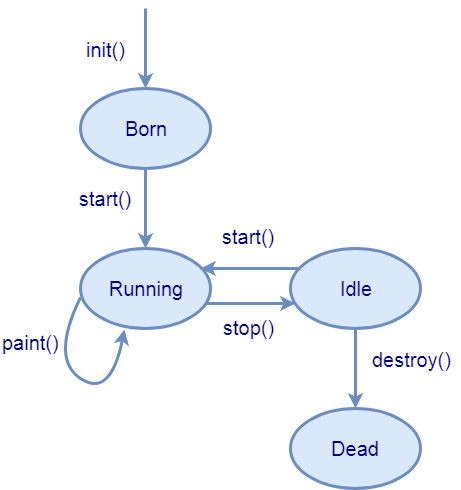 init()
Born
start()
start()
Running
Idle
stop()
paint()
destroy()
Dead